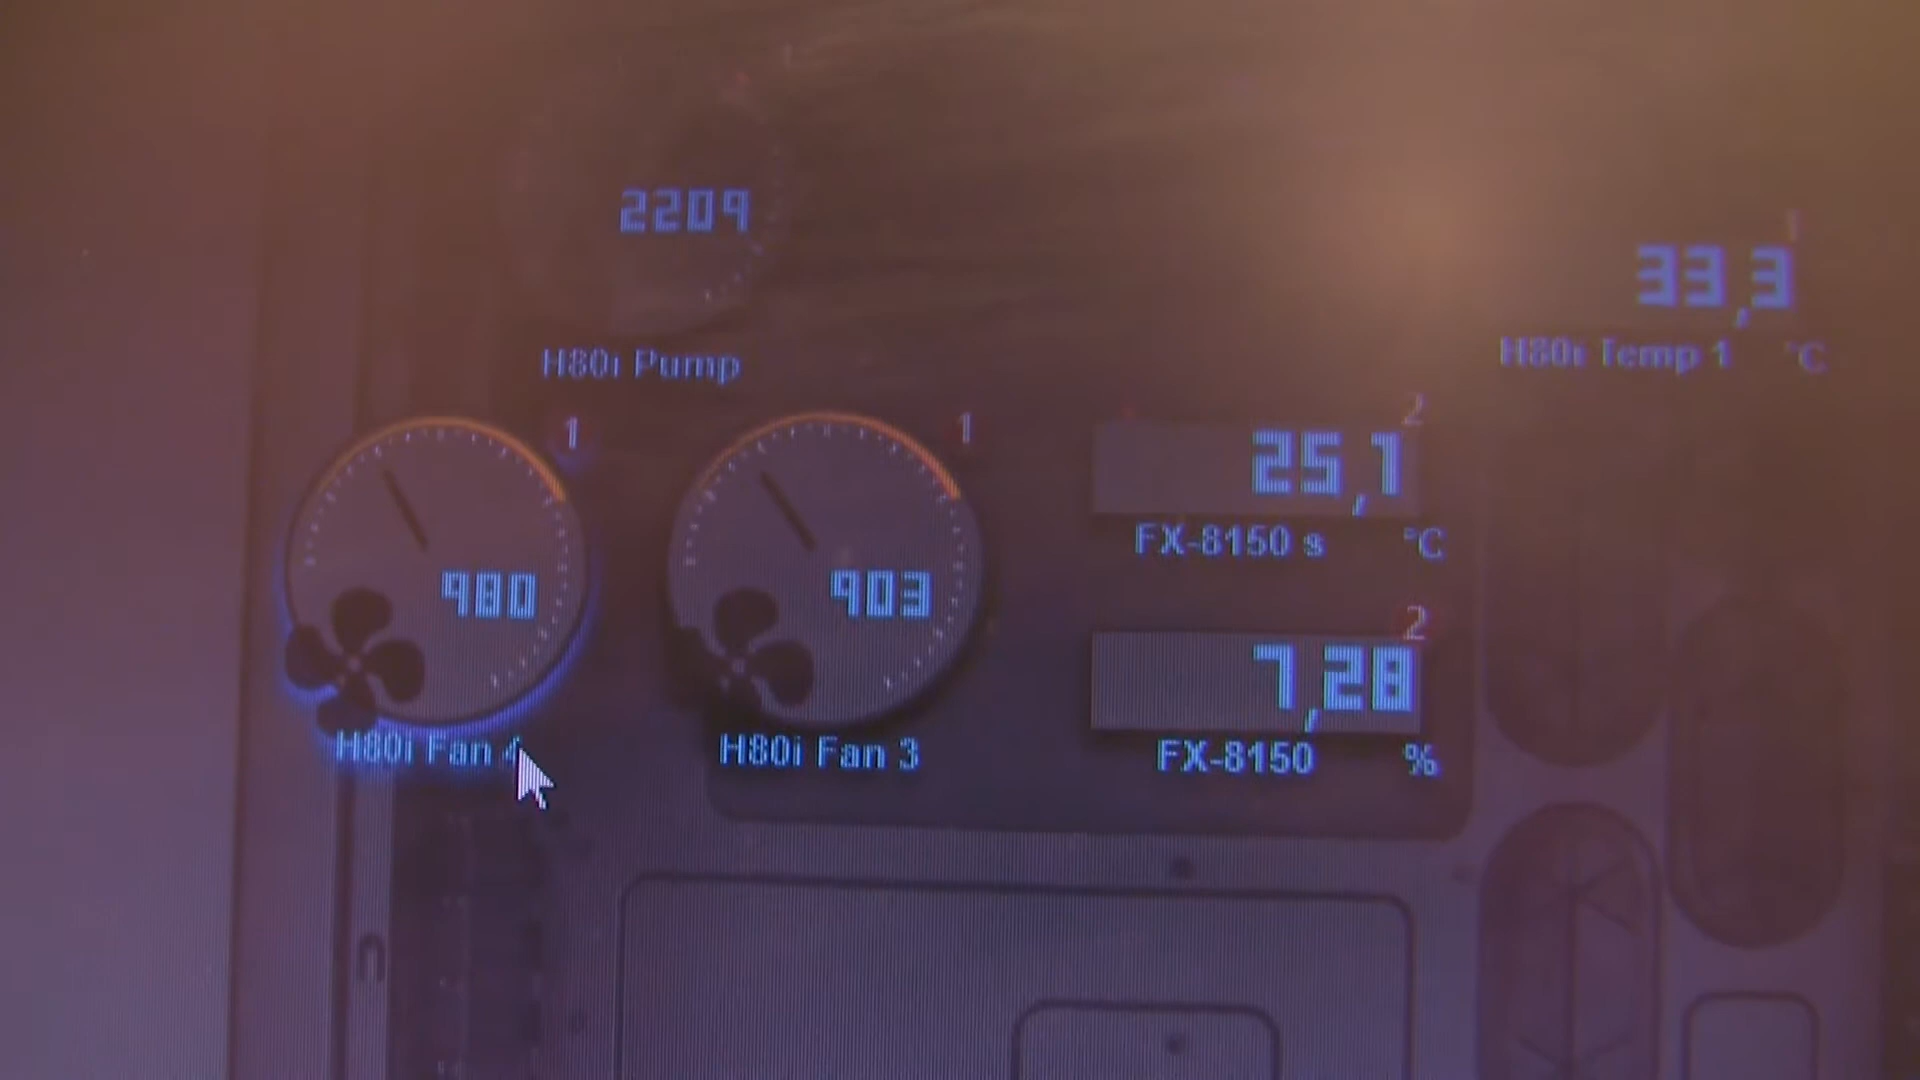 2209
H80i Pump
33,3
H80i Temp 1 °C
1
980
H80i Fan 4
1
903
H80i Fan 3
2
25,1
FX-8150 s °C
2
7,28
FX-8150 %